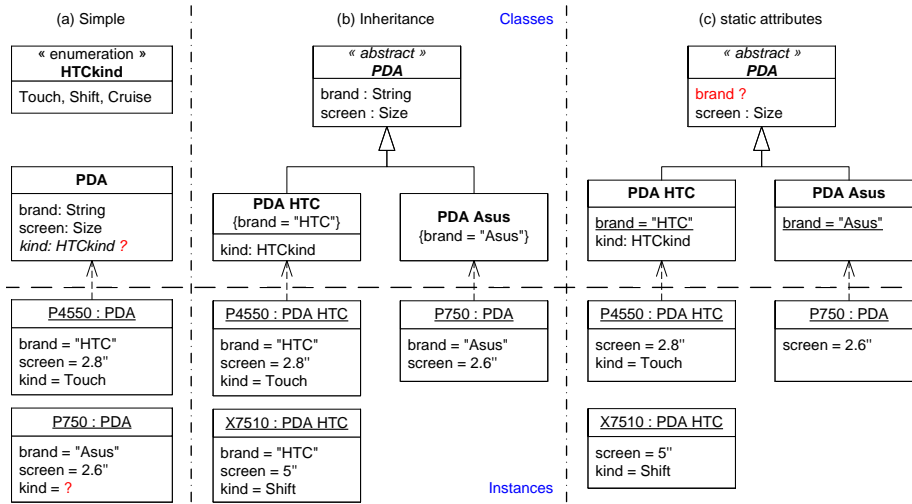 (a) Simple
(b) Inheritance
Classes
(c) static attributes
« enumeration »
HTCkind
Touch, Shift, Cruise
« abstract »
PDA
brand : String
screen : Size
« abstract »
PDA
brand ?
screen : Size
PDA
brand: String
screen: Size
kind: HTCkind ?
PDA HTC
{brand = "HTC"}
kind: HTCkind
PDA Asus
{brand = "Asus"}
PDA HTC
brand = "HTC"
kind: HTCkind
PDA Asus
brand = "Asus"
P4550 : PDA
brand = "HTC"
screen = 2.8"
kind = Touch
P4550 : PDA HTC
brand = "HTC"
screen = 2.8"
kind = Touch
P750 : PDA
brand = "Asus"
screen = 2.6"
P4550 : PDA HTC
screen = 2.8"
kind = Touch
P750 : PDA
screen = 2.6"
P750 : PDA
brand = "Asus"
screen = 2.6"
kind = ?
X7510 : PDA HTC
brand = "HTC"
screen = 5"
kind = Shift
Instances
X7510 : PDA HTC
screen = 5"
kind = Shift